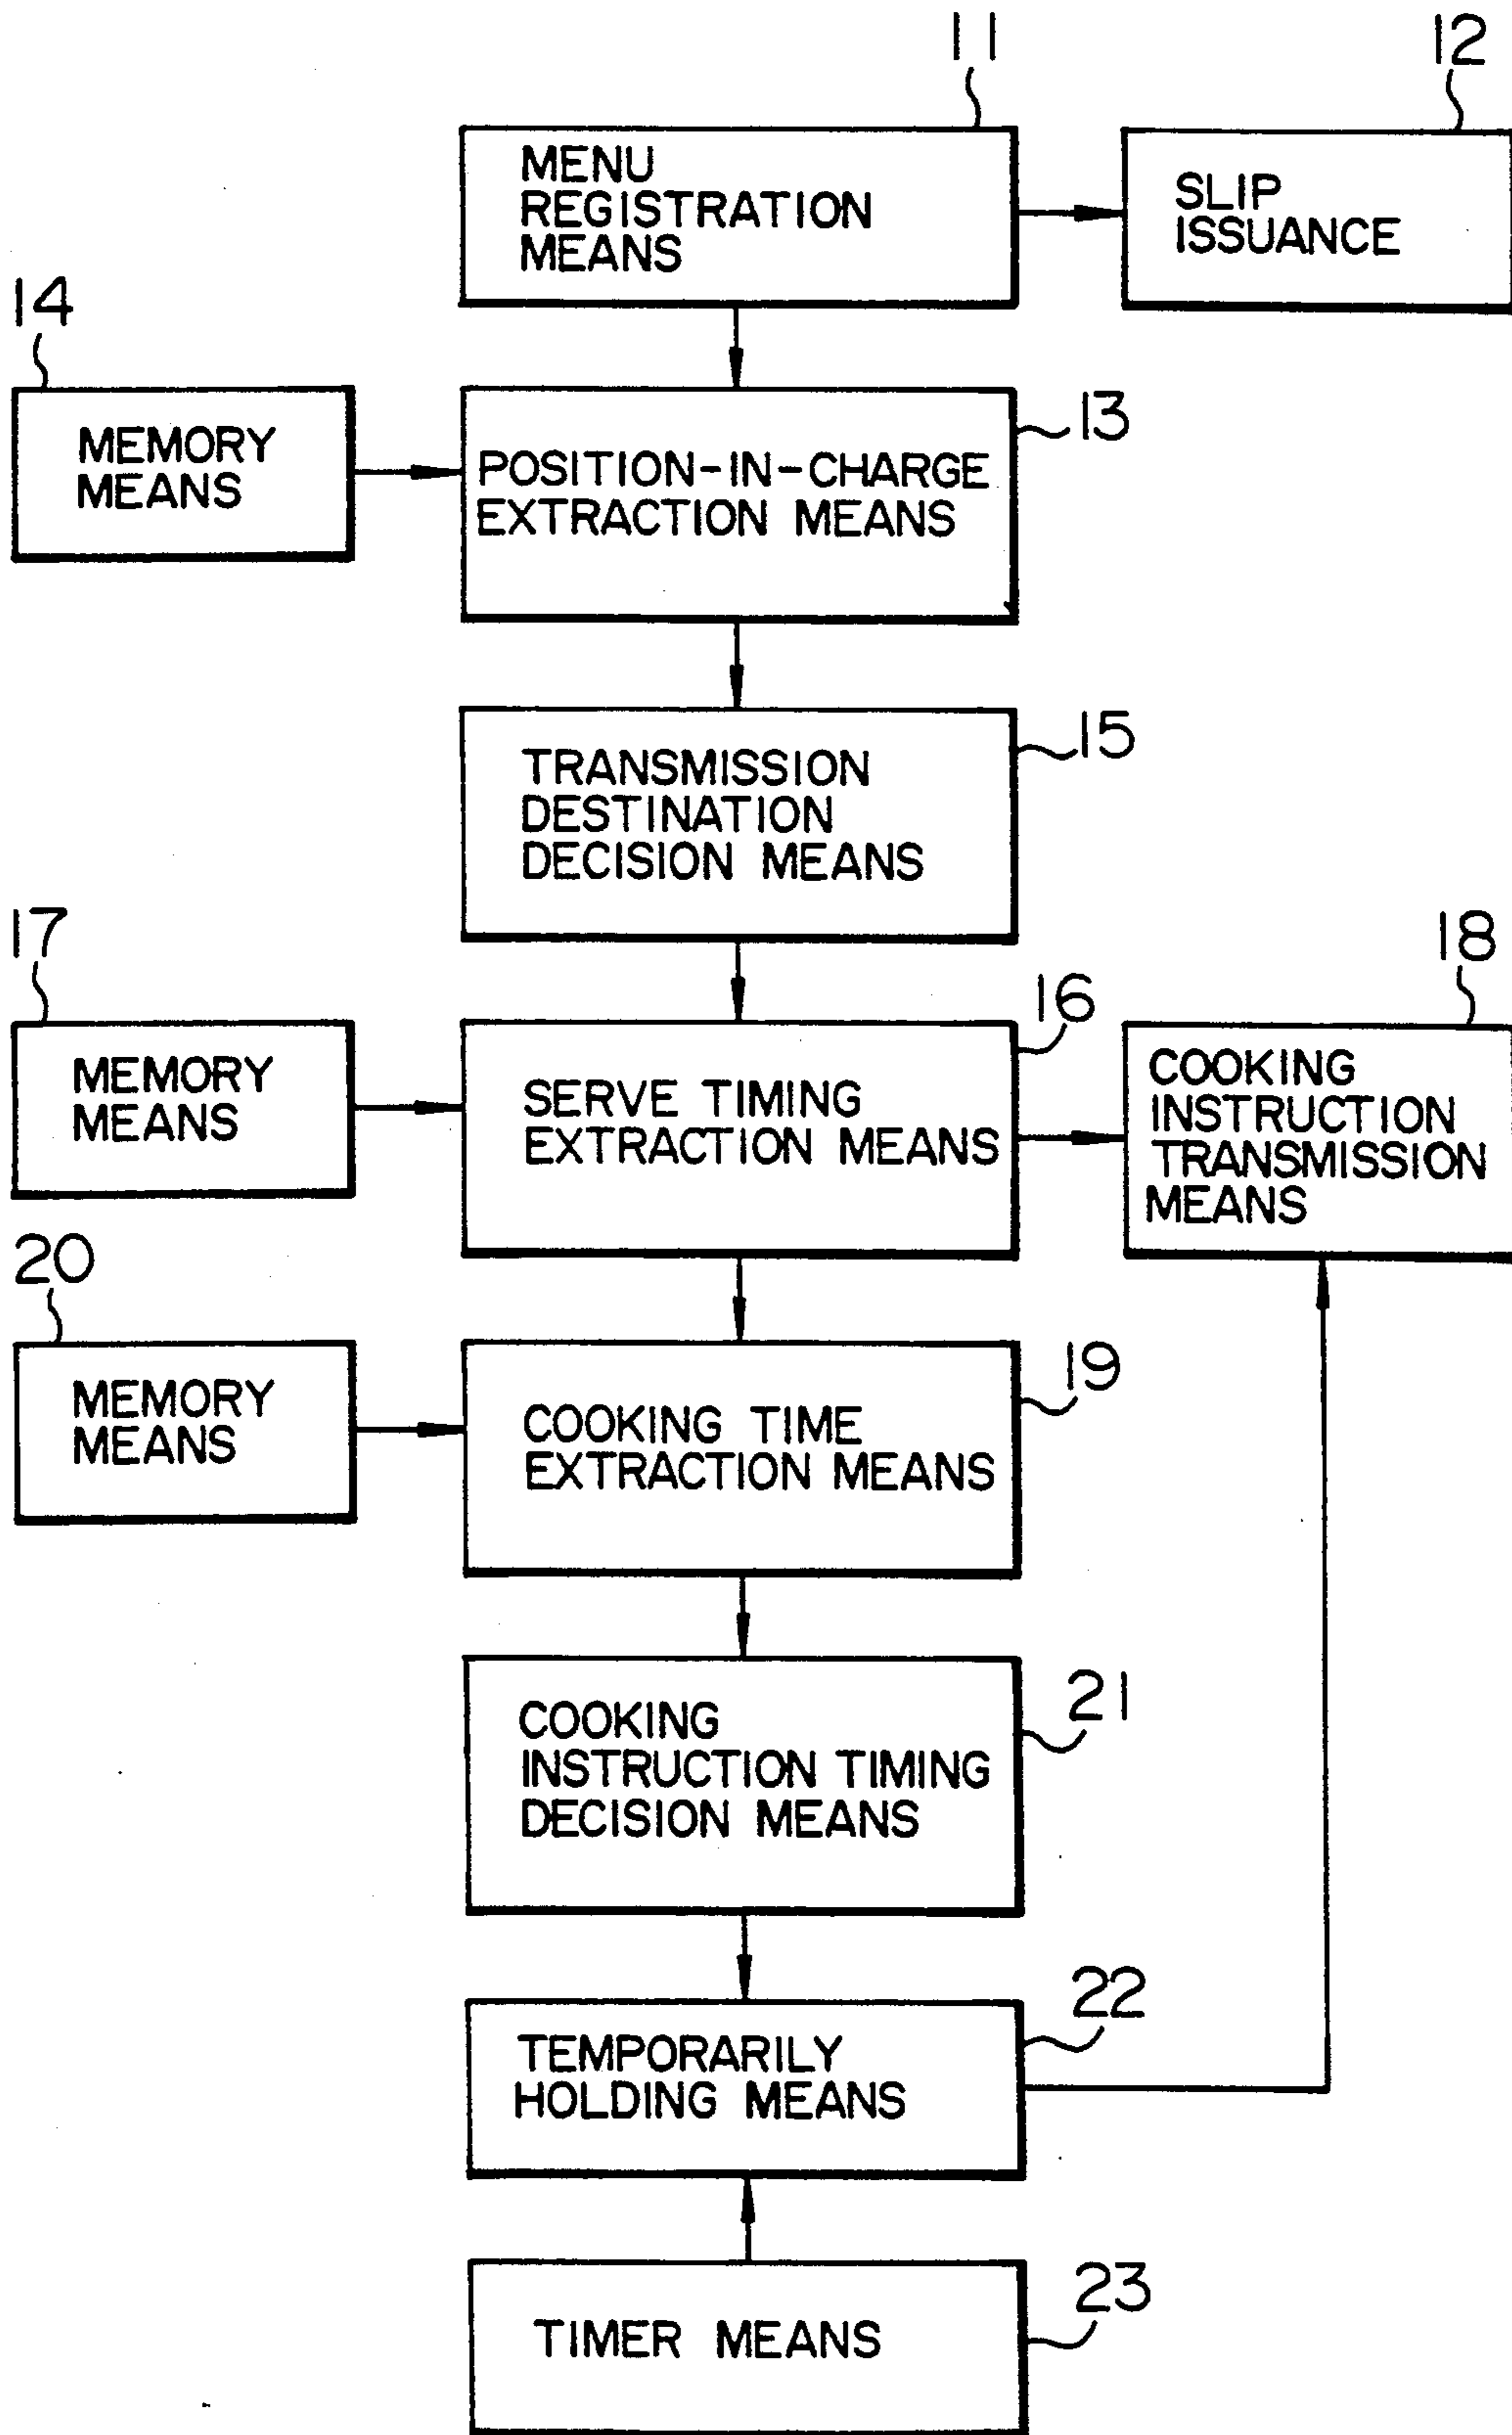 11
12
MENU
REGISTRATION
MEANS
SLIP
ISSUANCE
14
13
MEMORY
MEANS
POSITION-IN-CHARGE
EXTRACTION MEANS
15
TRANSMISSION
DESTINATION
DECISION MEANS
17
16
18
MEMORY
MEANS
SERVE TIMING
EXTRACTION MEANS
COOKING
INSTRUCTION
TRANSMISSION
MEANS
20
19
MEMORY
MEANS
COOKING TIME
EXTRACTION MEANS
21
COOKING
INSTRUCTION TIMING
DECISION MEANS
22
TEMPORARILY
HOLDING MEANS
23
TIMER MEANS